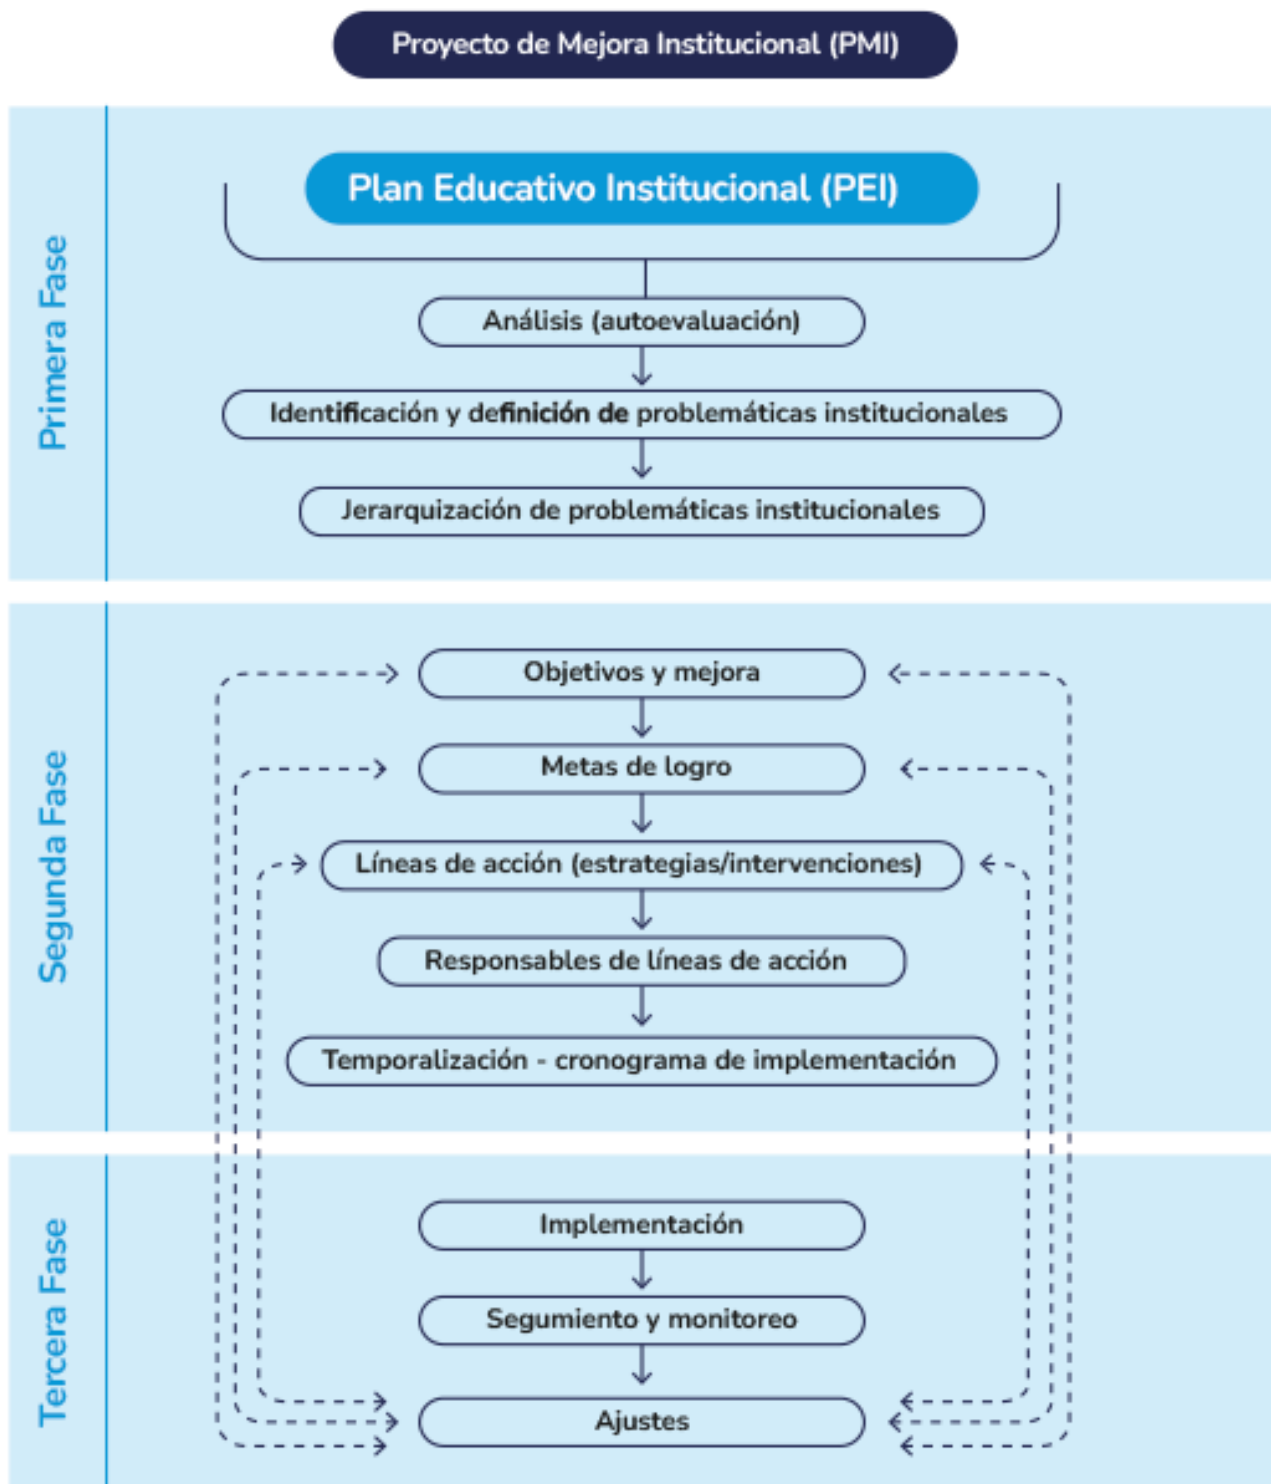 Proyecto de Mejora Institucional (PMI)
Primera Fase
Plan Educativo Institucional (PEI)
Análisis (autoevaluación)
Identificación y definición de problemáticas institucionales
Jerarquización de problemáticas institucionales
Segunda Fase
Objetivos y mejora
Metas de logro
Líneas de acción (estrategias/intervenciones)
Responsables de líneas de acción
Temporalización - cronograma de implementación
Tercera Fase
Implementación
Segumiento y monitoreo
Ajustes